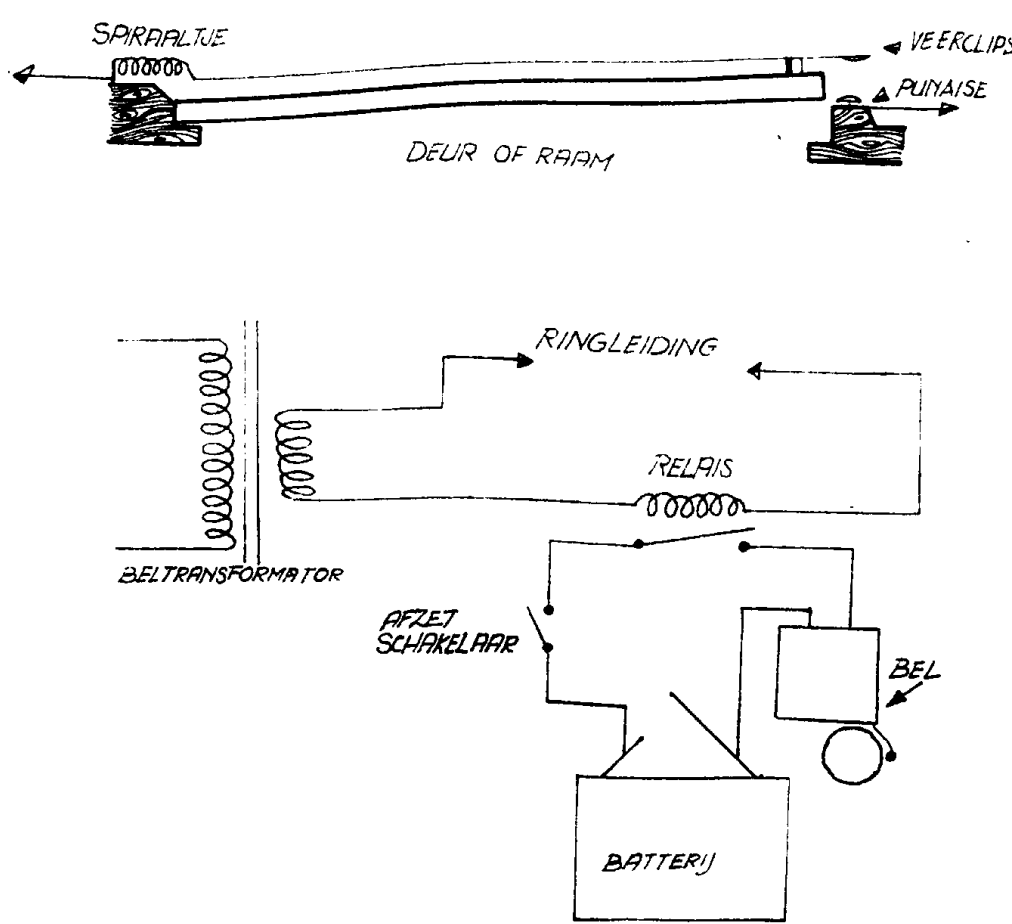 SPIRAALTJE
VEERCLIPS
PUNAISE
DEUR OF RAAM
RINGLEIDING
RELAIS
BELTRANSFORMATOR
AFZET
SCHAKELAAR
BEL
BATTERIJ